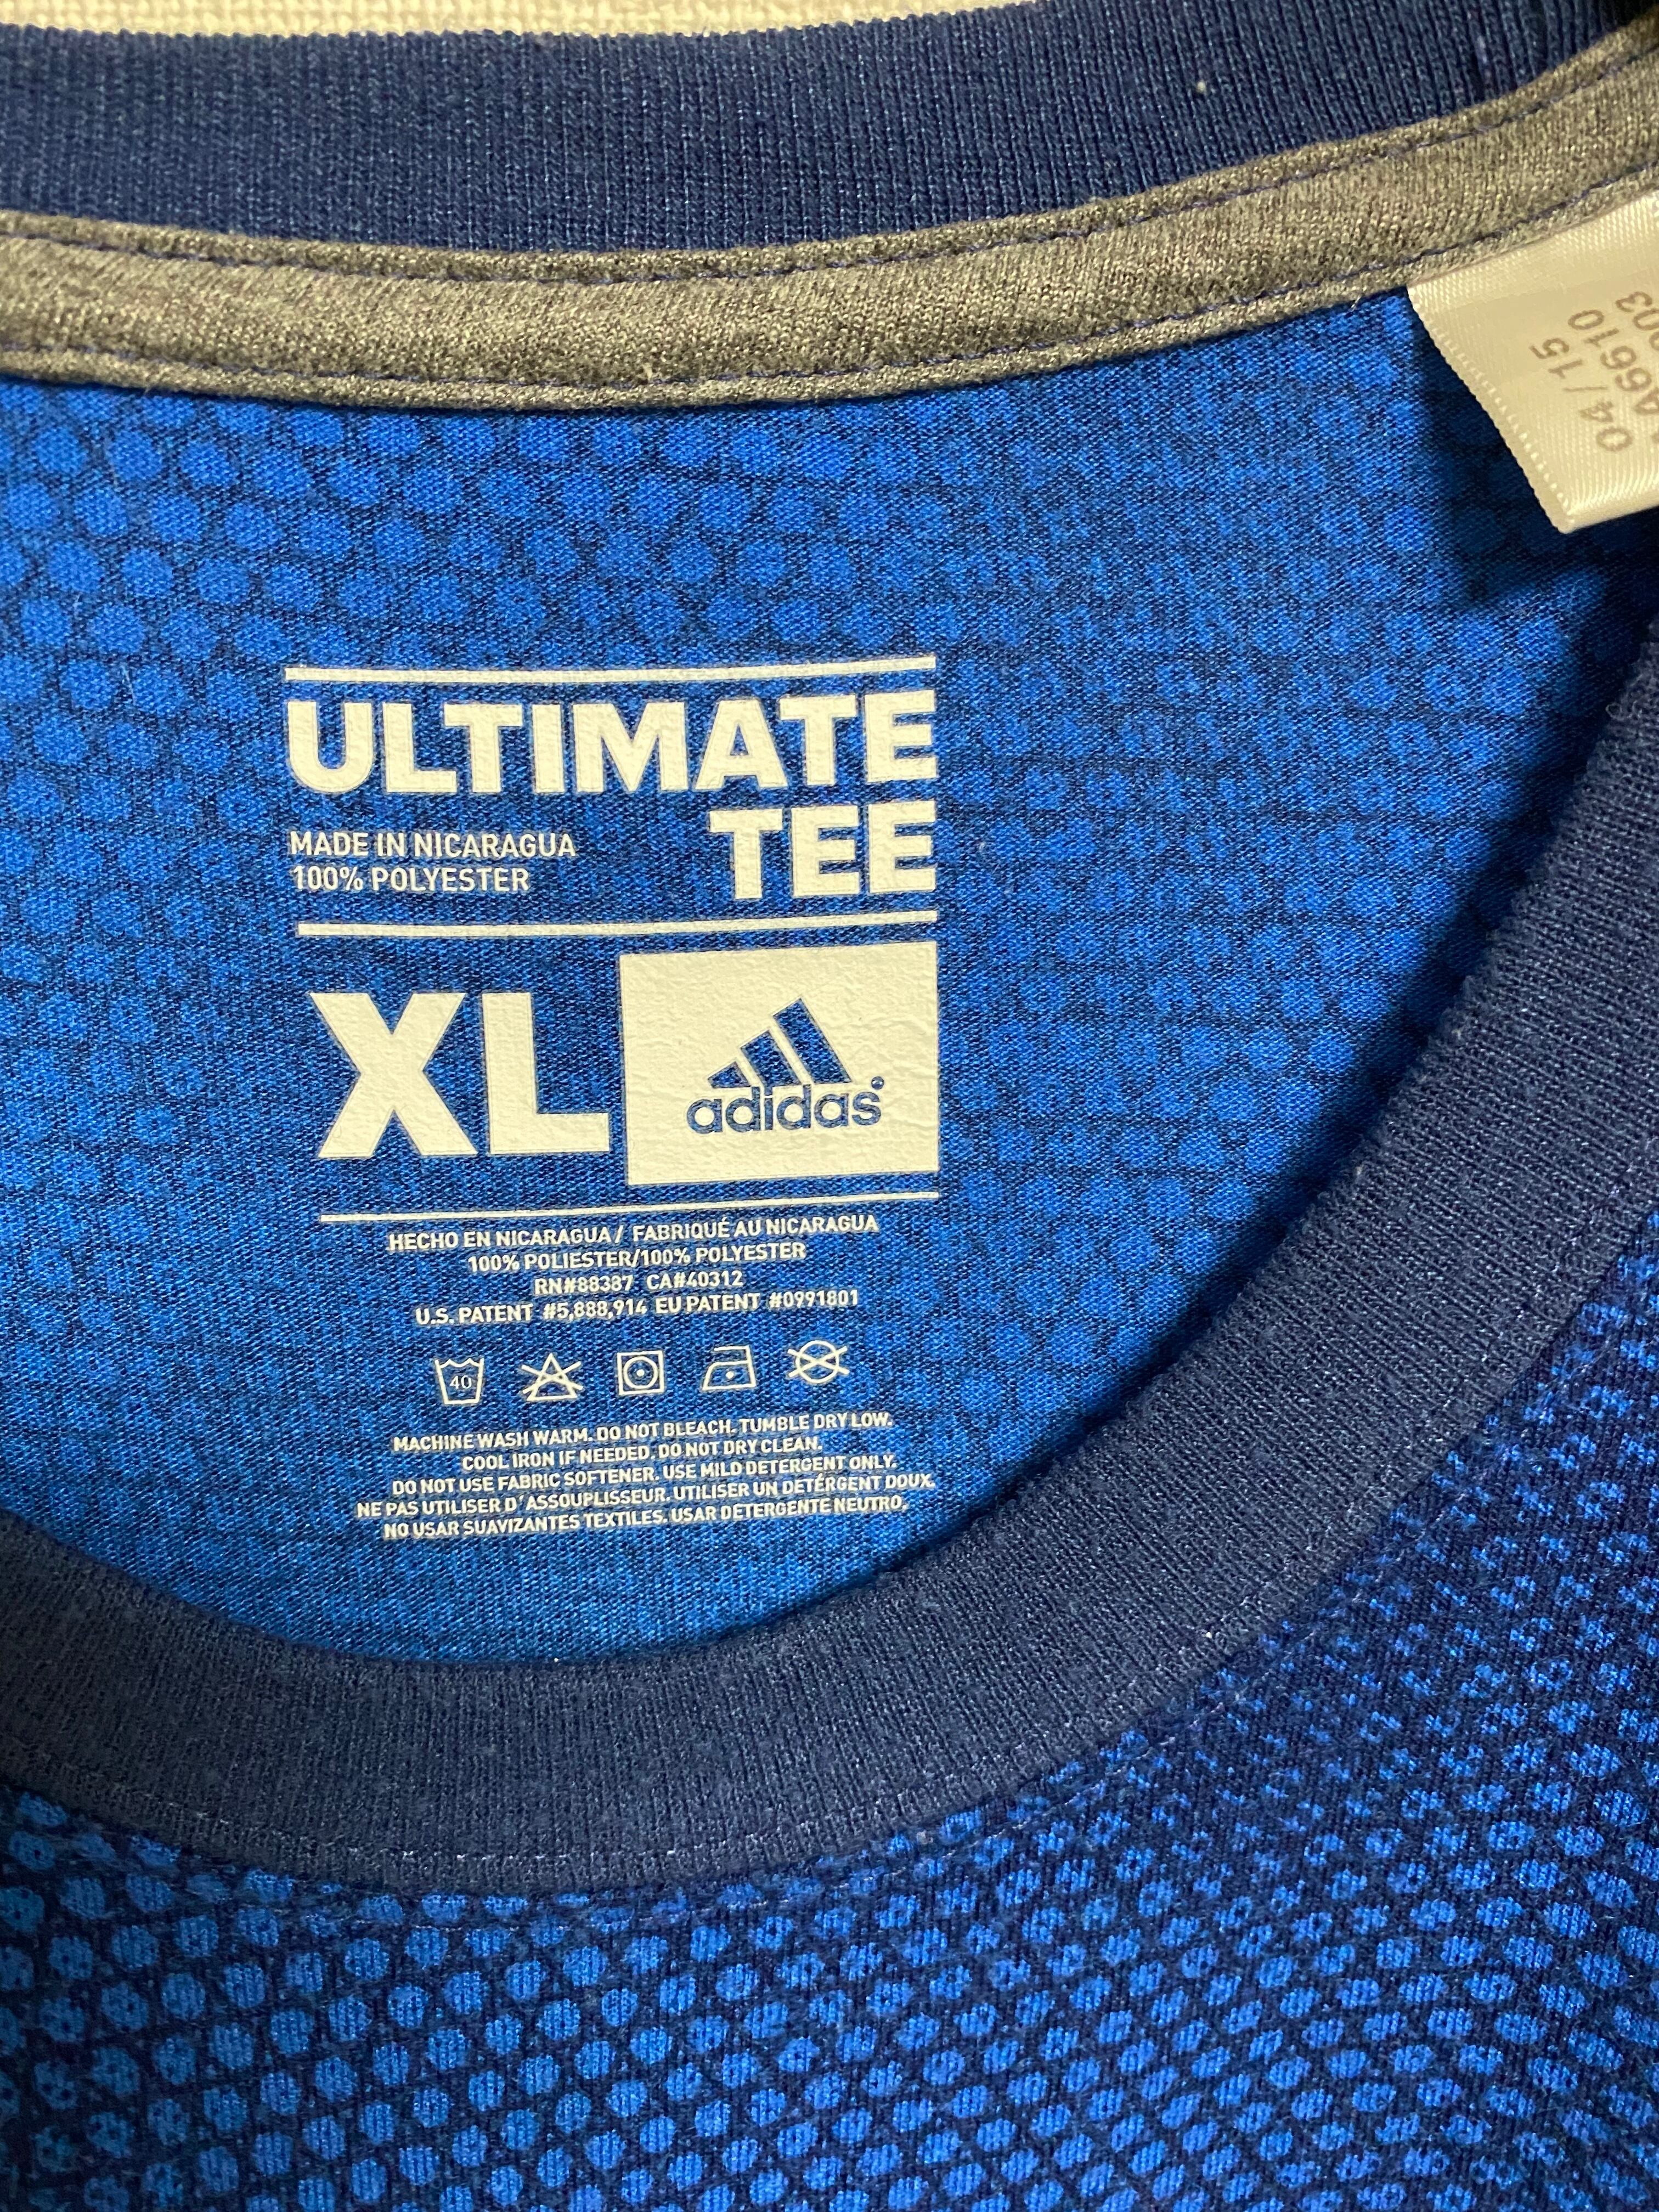 ULTIMATE
TEE
MADE IN NICARAGUA
100% POLYESTER
XL
adidas
HECHO EN NICARAGUA / FABRIQUÉ AU NICARAGUA
100% POLIESTER/100% POLYESTER
RN#88387 CA#40312
U.S. PATENT #5,888,914 EU PATENT #0991801
40
MACHINE WASH WARM. DO NOT BLEACH. TUMBLE DRY LOW.
COOL IRON IF NEEDED. DO NOT DRY CLEAN.
DO NOT USE FABRIC SOFTENER. USE MILD DETERGENT ONLY.
NE PAS UTILISER D'ASSOUPLISSEUR. UTILISER UN DÉTERGENT DOUX.
NO USAR SUAVIZANTES TEXTILES. USAR DETERGENTE NEUTRO.
04/15